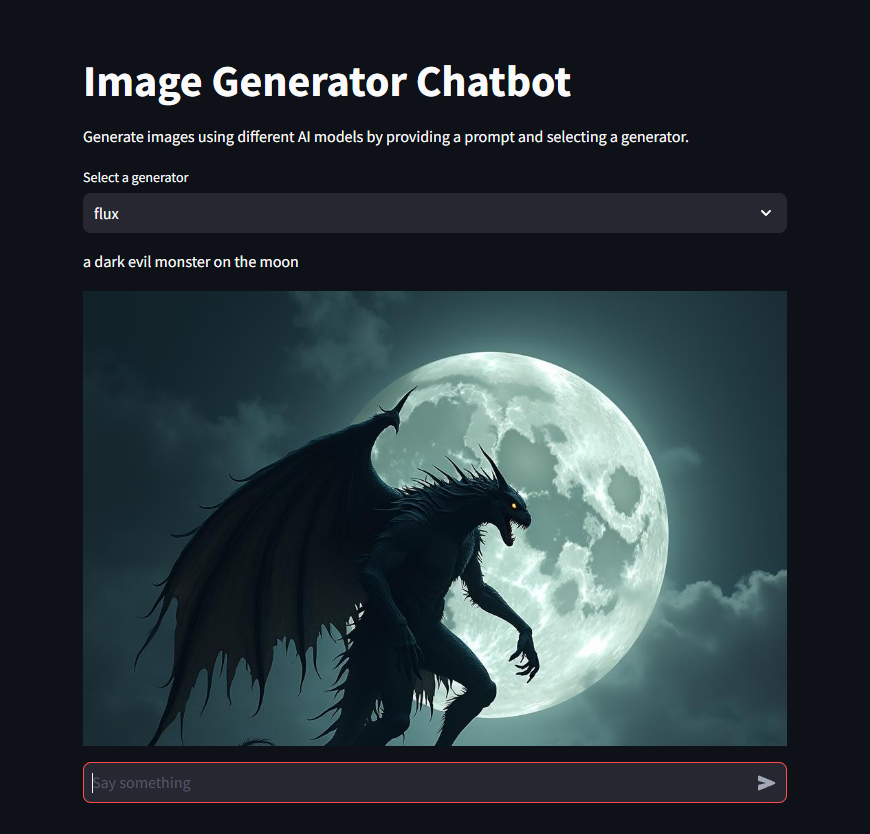 Image Generator Chatbot
Generate images using different AI models by providing a prompt and selecting a generator.
Select a generator
flux
a dark evil monster on the moon
Say something